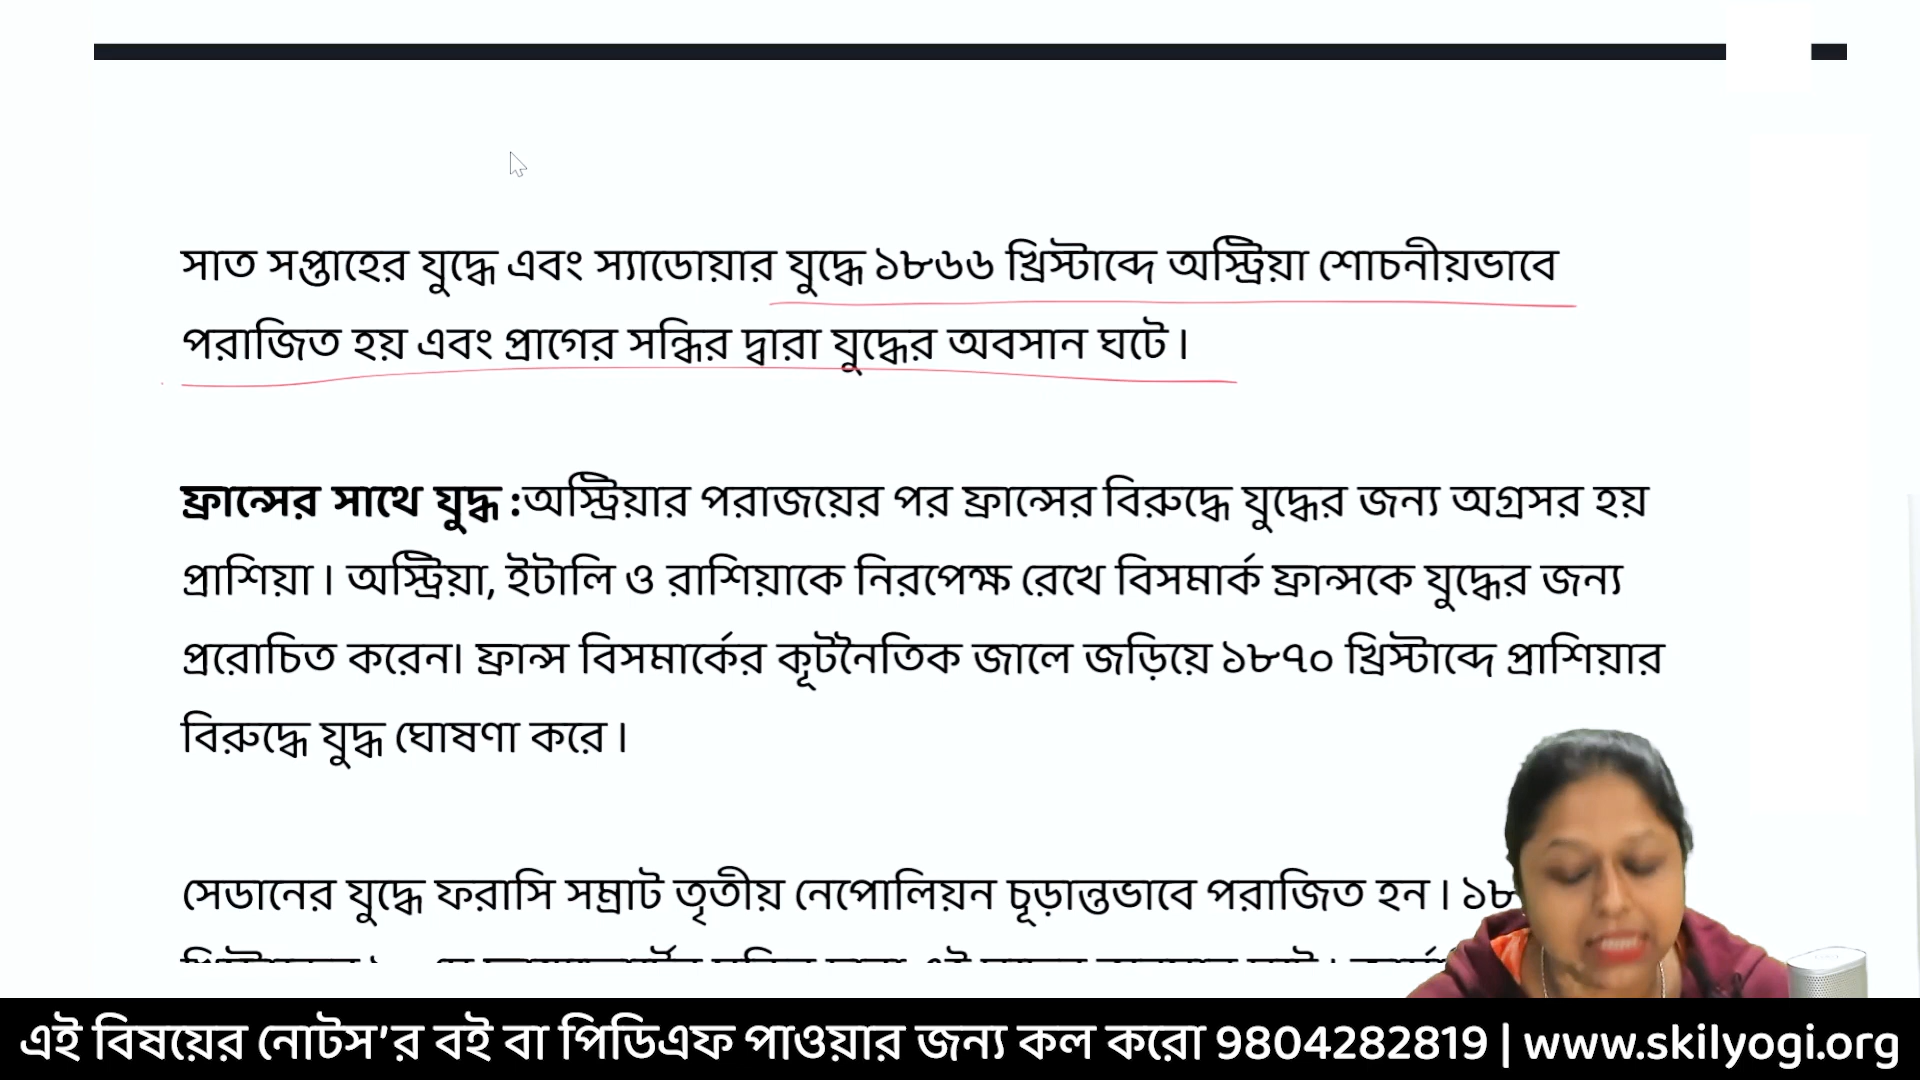 সাত সপ্তাহের যুদ্ধে এবং স্যাডোয়ার যুদ্ধে ১৮৬৬ খ্রিস্টাব্দে অস্ট্রিয়া শোচনীয়ভাবে
পরাজিত হয় এবং প্রাগের সন্ধির দ্বারা যুদ্ধের অবসান ঘটে।
ফ্রান্সের সাথে যুদ্ধ :অস্ট্রিয়ার পরাজয়ের পর ফ্রান্সের বিরুদ্ধে যুদ্ধের জন্য অগ্রসর হয়
প্রাশিয়া। অস্ট্রিয়া, ইটালি ও রাশিয়াকে নিরপেক্ষ রেখে বিসমার্ক ফ্রান্সকে যুদ্ধের জন্য
প্ররোচিত করেন। ফ্রান্স বিসমার্কের কূটনৈতিক জালে জড়িয়ে ১৮৭০ খ্রিস্টাব্দে প্রাশিয়ার
বিরুদ্ধে যুদ্ধ ঘোষণা করে।
সেডানের যুদ্ধে ফরাসি সম্রাট তৃতীয় নেপোলিয়ন চূড়ান্তভাবে পরাজিত হন। ১৮
এই বিষয়ের নোটস’র বই বা পিডিএফ পাওয়ার জন্য কল করো 9804282819 | www.skilyogi.org